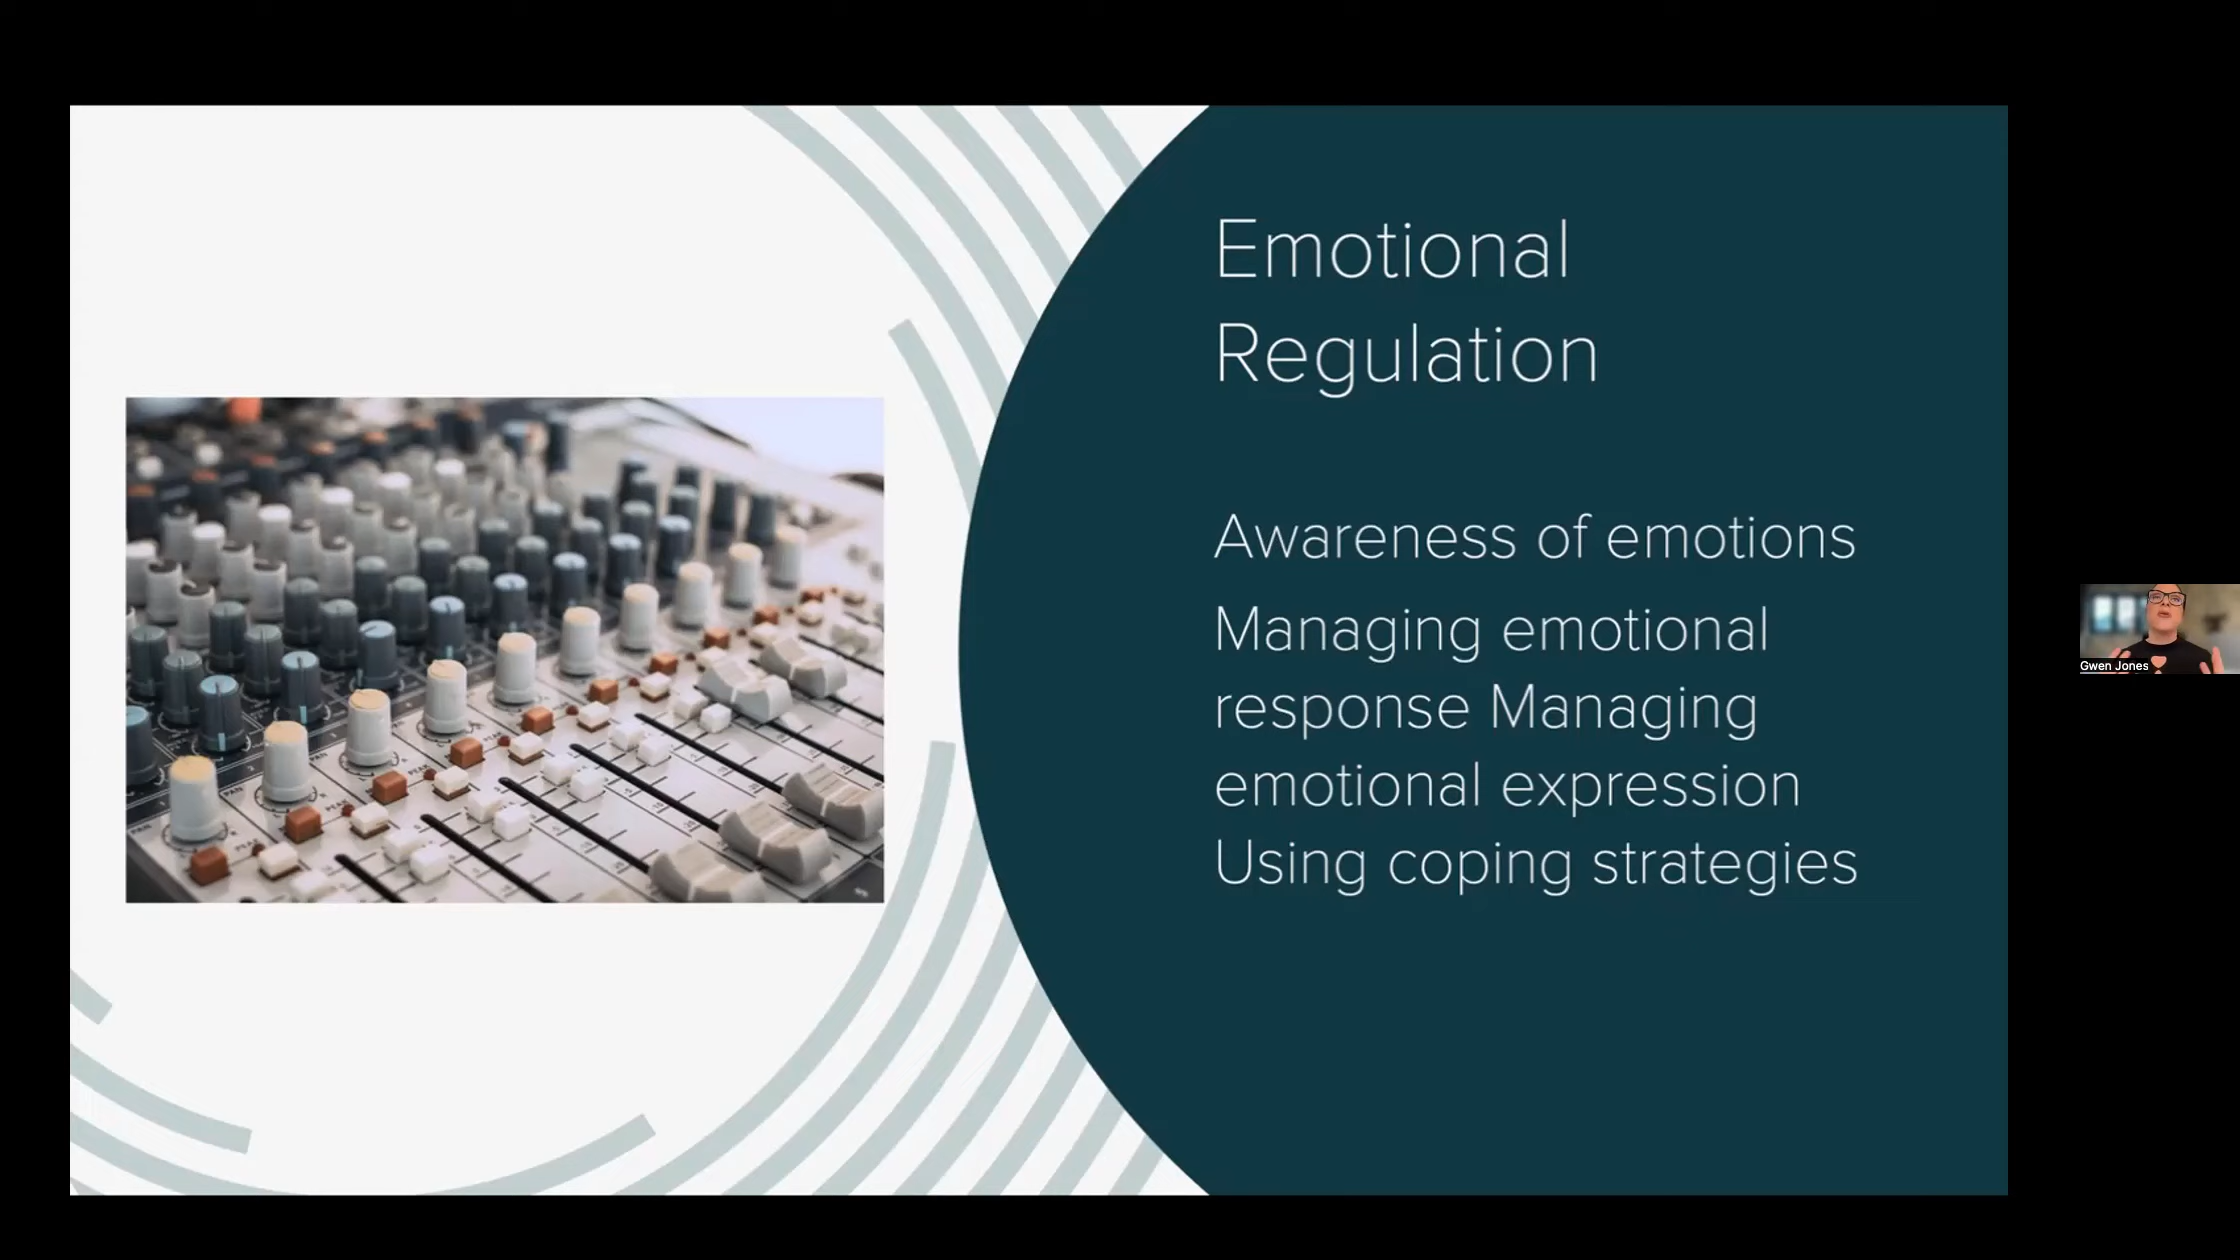 Emotional
Regulation
Awareness of emotions
Managing emotional
response Managing
emotional expression
Using coping strategies
Gwen Jones